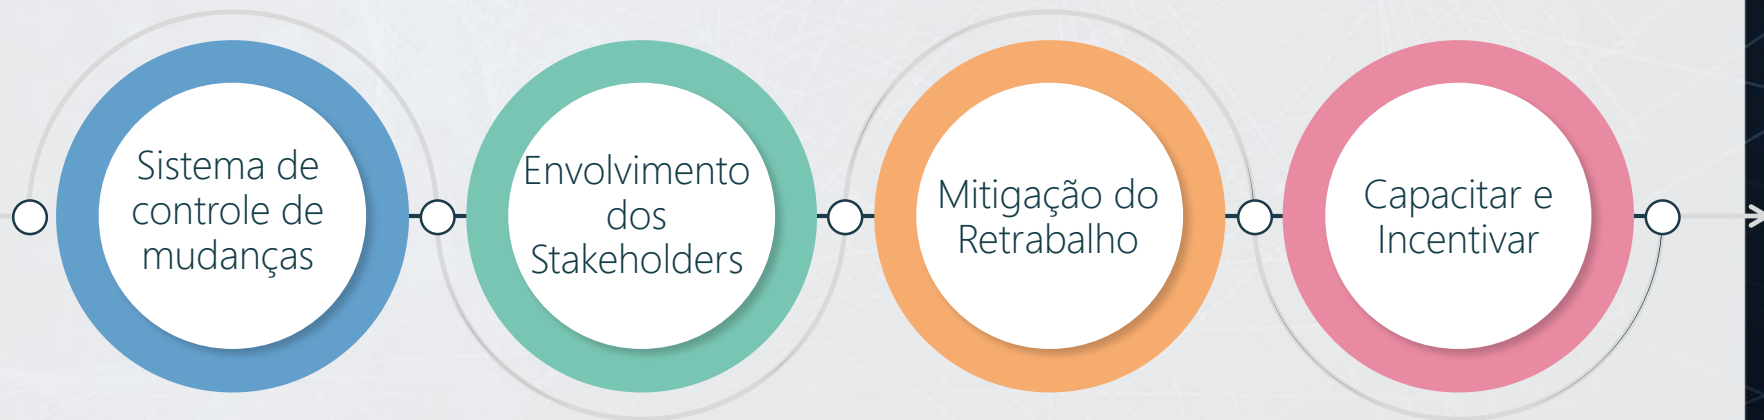 Sistema de
controle de
mudanças
Envolvimento
dos
Stakeholders
Mitigação do
Retrabalho
Capacitar e
Incentivar